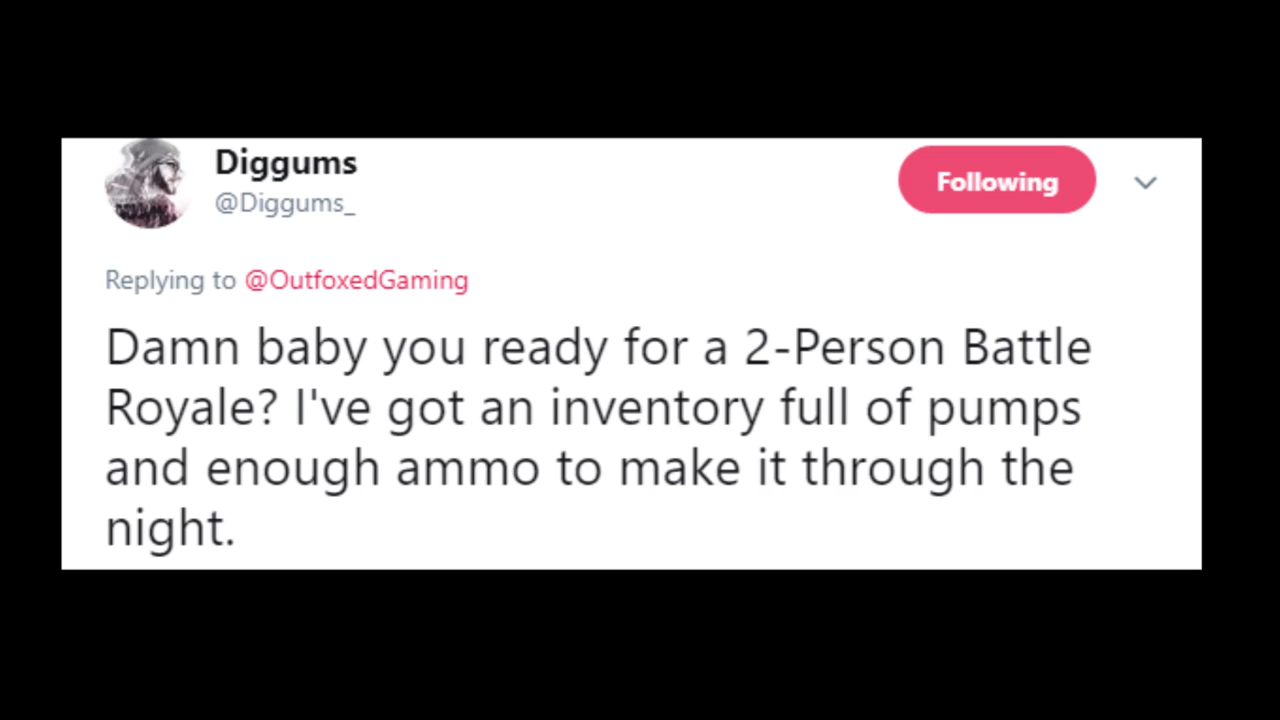 Diggums
@Diggums_
Following
Replying to @OutfoxedGaming
Damn baby you ready for a 2-Person Battle
Royale? I've got an inventory full of pumps
and enough ammo to make it through the
night.